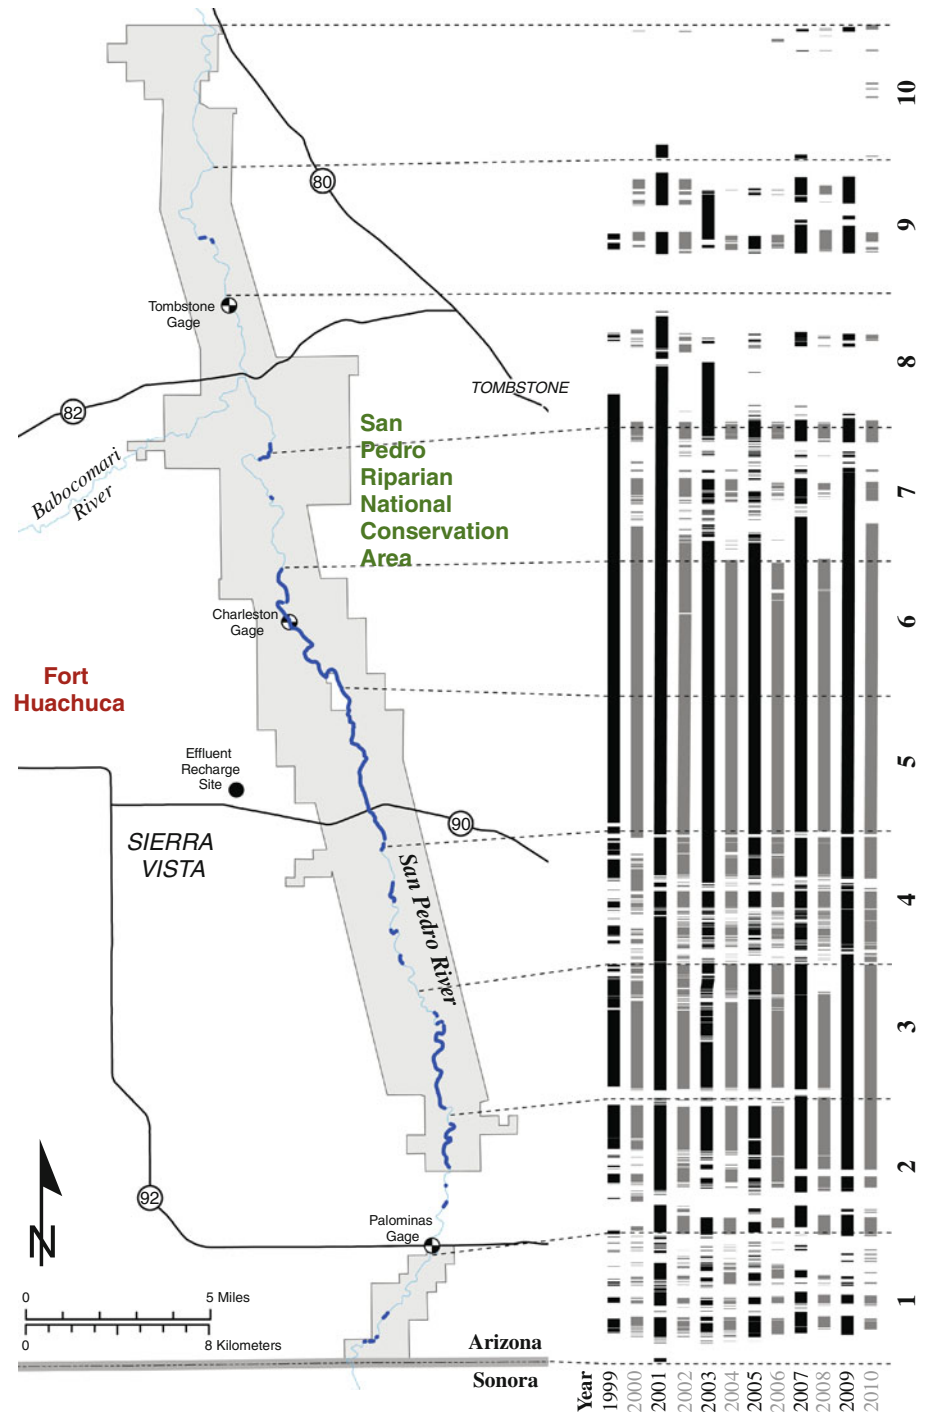 80
10
9
Tombstone
Gage
8
TOMBSTONE
82
San
Pedro
Riparian
National
Conservation
Area
Babocomari
River
7
Charleston
Gage
6
Fort
Huachuca
Effluent
Recharge
Site
5
90
SIERRA
VISTA
San Pedro River
4
3
2
92
N
Palominas
Gage
1
0 5 Miles
0 8 Kilometers
Arizona
Sonora
Year 1999 2000 2001 2002 2003 2004 2005 2006 2007 2008 2009 2010